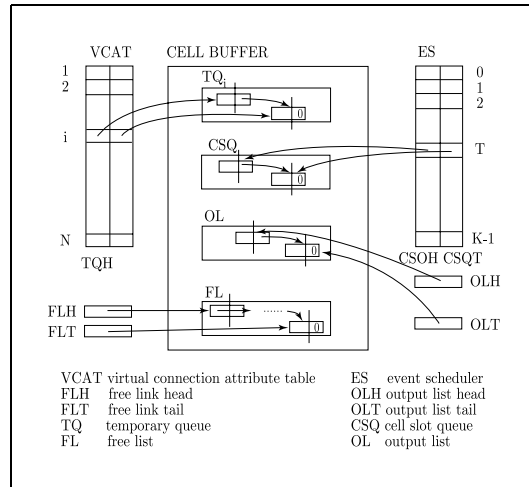 VCAT CELL BUFFER ES
1 0
2 1
2
TQi
0
i T
CSQ
0
OL
0
N K-1
TQH CSOH CSQT
OLH
FL
FLH
FLT 0 OLT
VCAT virtual connection attribute table
FLH free link head
FLT free link tail
TQ temporary queue
FL free list
ES event scheduler
OLH output list head
OLT output list tail
CSQ cell slot queue
OL output list